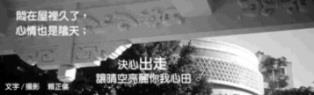 悶在屋裡久了，
心情也是陰天；
決心出走
讓晴空亮麗你我心田
文字／攝影 賴正倫